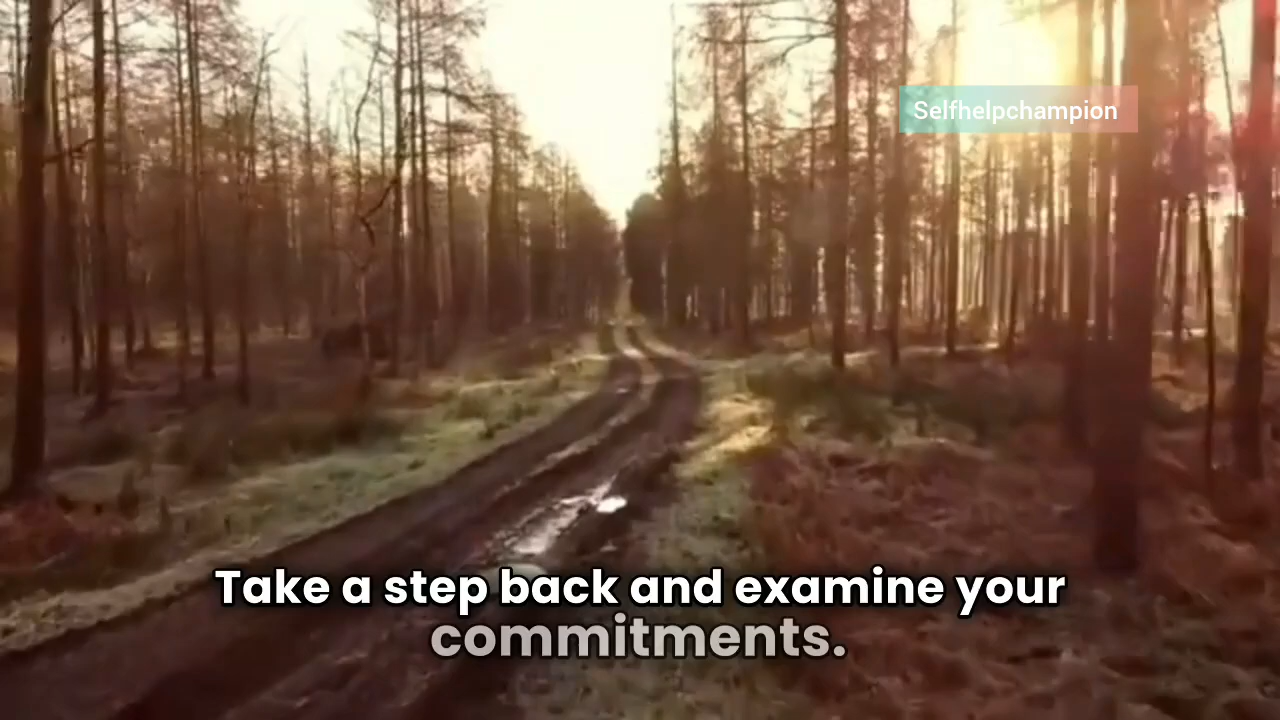 Selfhelpchampion
Take a step back and examine your
commitments.